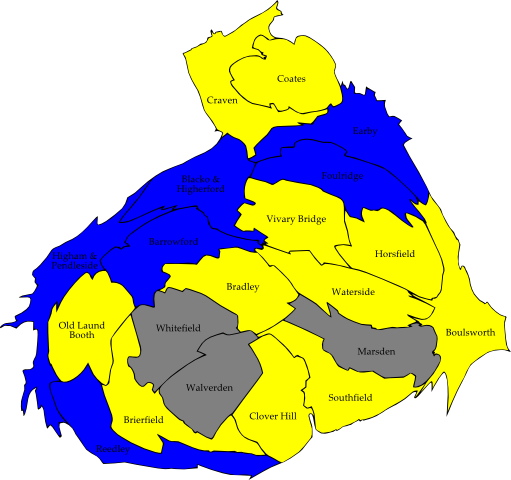 Coates
Craven
Earby
Foulridge
Blacko &
Higherford
Vivary Bridge
Barrowford
Horsfield
Higham &
Pendleside
Bradley
Waterside
Old Laund
Booth
Whitefield
Boulsworth
Marsden
Walverden
Southfield
Clover Hill
Brierfield
Reedley